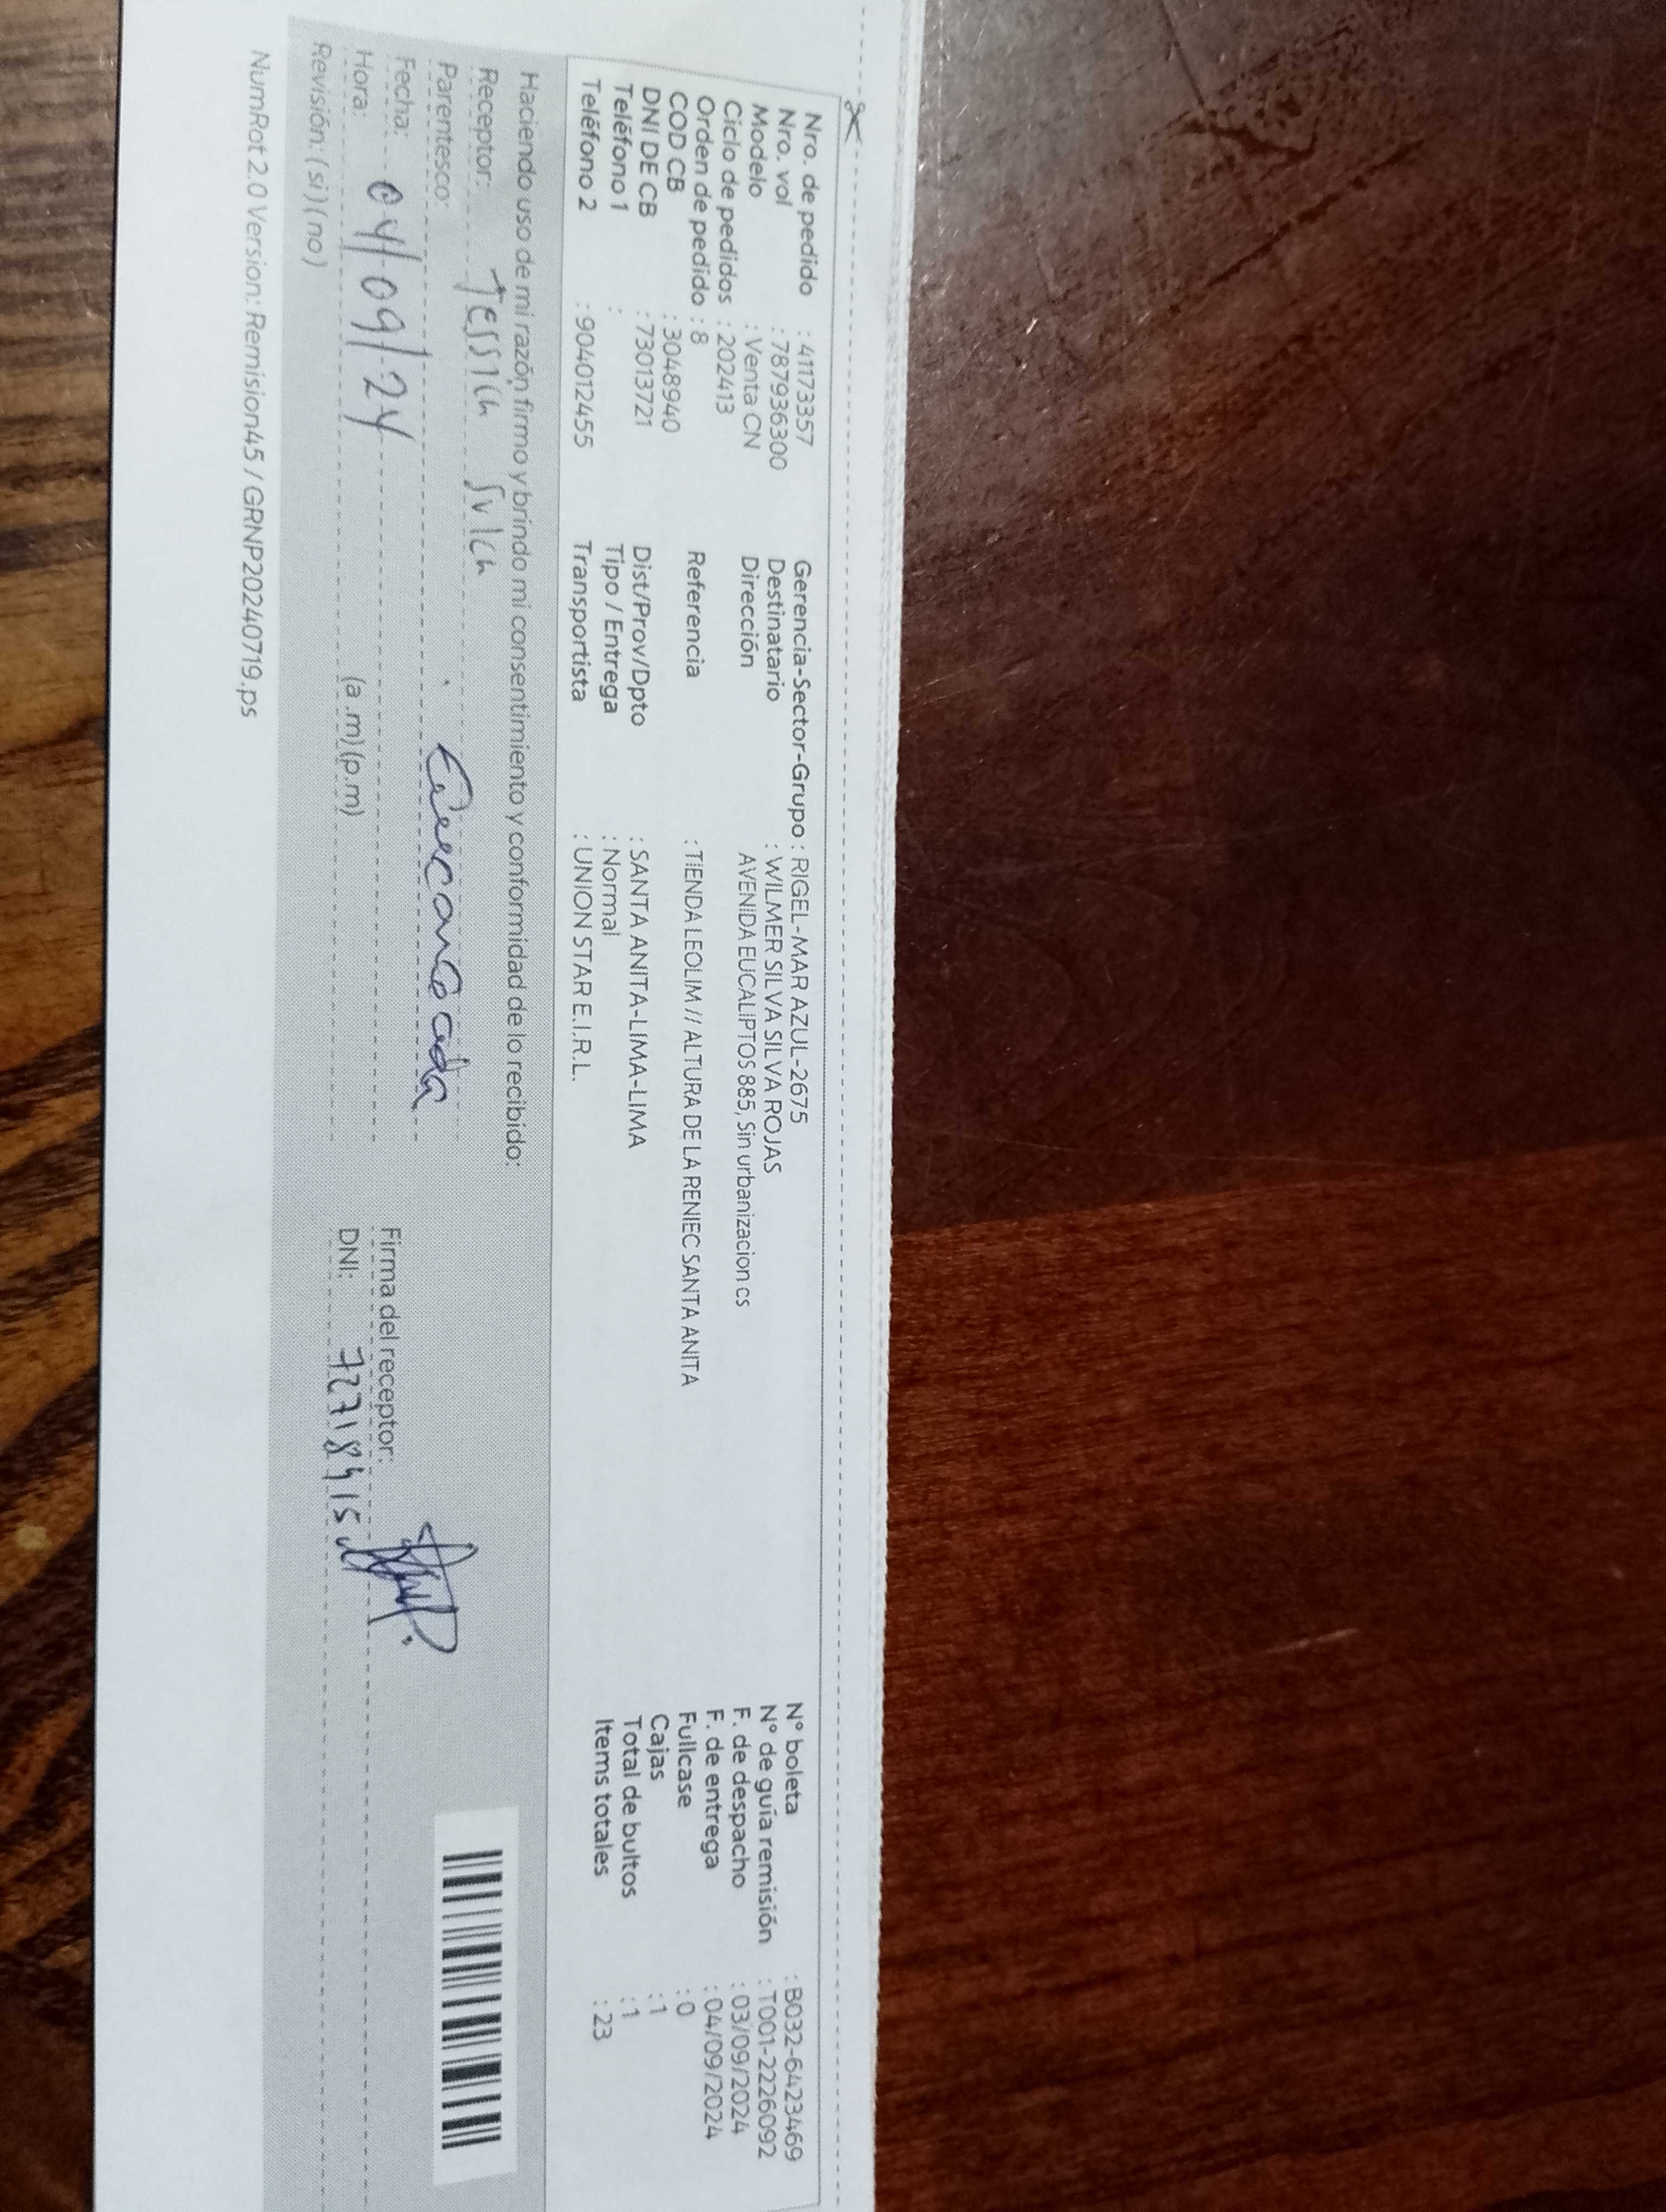 Nro. de pedido : 41173357
Nro. vol : 787936300
Modelo : Venta CN
Ciclo de pedidos : 202413
Orden de pedido : 8
COD CB : 3048940
DNI DE CB : 73013721
Teléfono 1 :
Teléfono 2 : 904012455
Gerencia-Sector-Grupo : RIGEL-MAR AZUL-2675
Destinatario : WILMER SILVA SILVA ROJAS
Dirección AVENIDA EUCALIPTOS 885, Sin urbanizacion cs
Referencia : TIENDA LEOLIM // ALTURA DE LA RENIEC SANTA ANITA
Dist/Prov/Dpto : SANTA ANITA-LIMA-LIMA
Tipo / Entrega : Normal
Transportista : UNION STAR E.I.R.L.
N° boleta : B032-6423469
N° de guía remisión : T001-2226092
F. de despacho : 03/09/2024
F. de entrega : 04/09/2024
Fullcase : 0
Cajas : 1
Total de bultos : 1
Items totales : 23
Haciendo uso de mi razón firmo y brindo mi consentimiento y conformidad de lo recibido:
Receptor:
Parentesco:
Fecha: 04/09/24
Hora: (a.m) (p.m)
Revisión: (si) (no)
Firma del receptor:
DNI:
NumRot 2.0 Version: Remision45 / GRNP20240719.ps